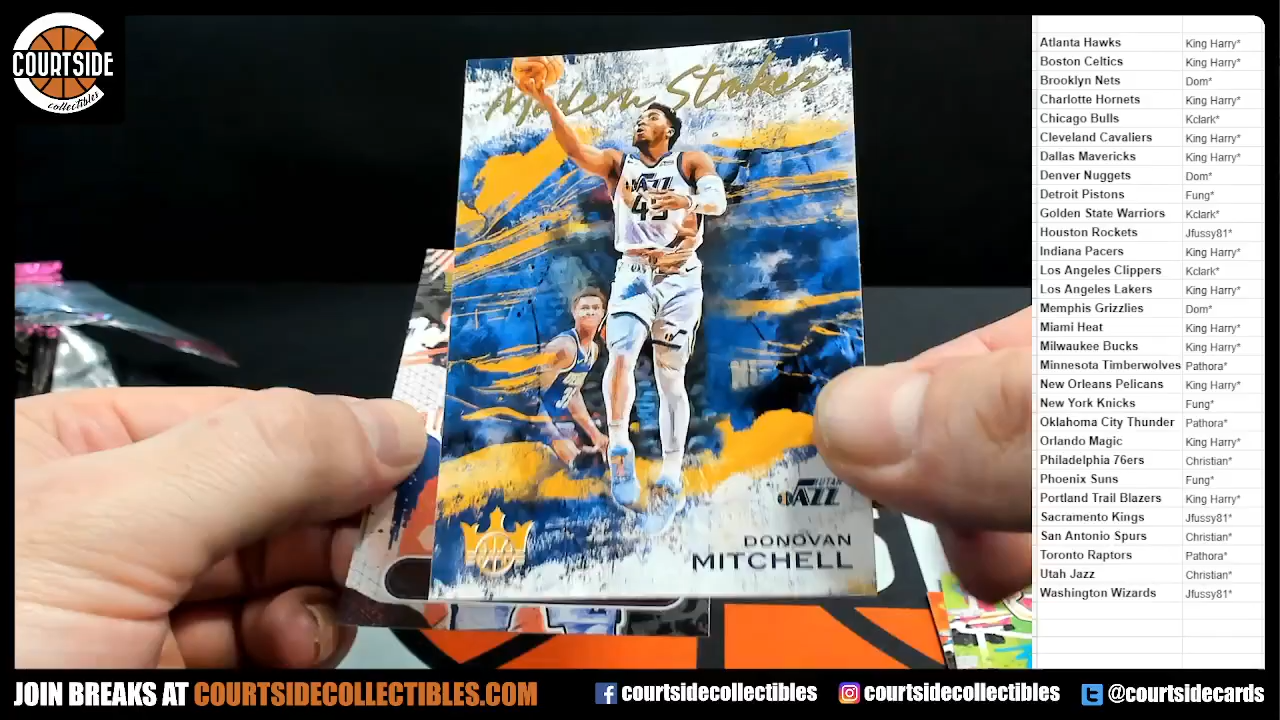 COURTSIDE
collectibles
Modern Strokes
JAZZ
45
UTAH
JAZZ
DONOVAN
MITCHELL
Atlanta Hawks King Harry*
Boston Celtics King Harry*
Brooklyn Nets Dom*
Charlotte Hornets King Harry*
Chicago Bulls Kclark*
Cleveland Cavaliers King Harry*
Dallas Mavericks King Harry*
Denver Nuggets Dom*
Detroit Pistons Fung*
Golden State Warriors Kclark*
Houston Rockets Jfussy81*
Indiana Pacers King Harry*
Los Angeles Clippers Kclark*
Los Angeles Lakers King Harry*
Memphis Grizzlies Dom*
Miami Heat King Harry*
Milwaukee Bucks King Harry*
Minnesota Timberwolves Pathora*
New Orleans Pelicans King Harry*
New York Knicks Fung*
Oklahoma City Thunder Pathora*
Orlando Magic King Harry*
Philadelphia 76ers Christian*
Phoenix Suns Fung*
Portland Trail Blazers King Harry*
Sacramento Kings Jfussy81*
San Antonio Spurs Christian*
Toronto Raptors Pathora*
Utah Jazz Christian*
Washington Wizards Jfussy81*
JOIN BREAKS AT COURTSIDECOLLECTIBLES.COM
courtsidecollectibles
courtsidecollectibles
@courtsidecards